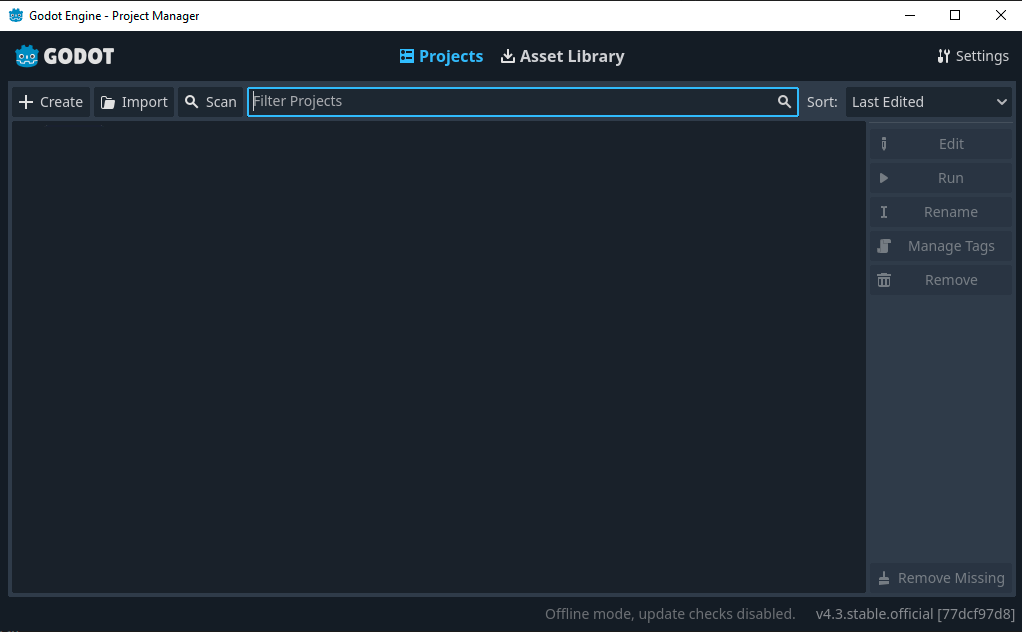 Godot Engine - Project Manager
GODOT
Projects
Asset Library
Settings
Create
Import
Scan
Filter Projects
Sort:
Last Edited
Edit
Run
Rename
Manage Tags
Remove
Remove Missing
Offline mode, update checks disabled.
v4.3.stable.official [77dcf97d8]